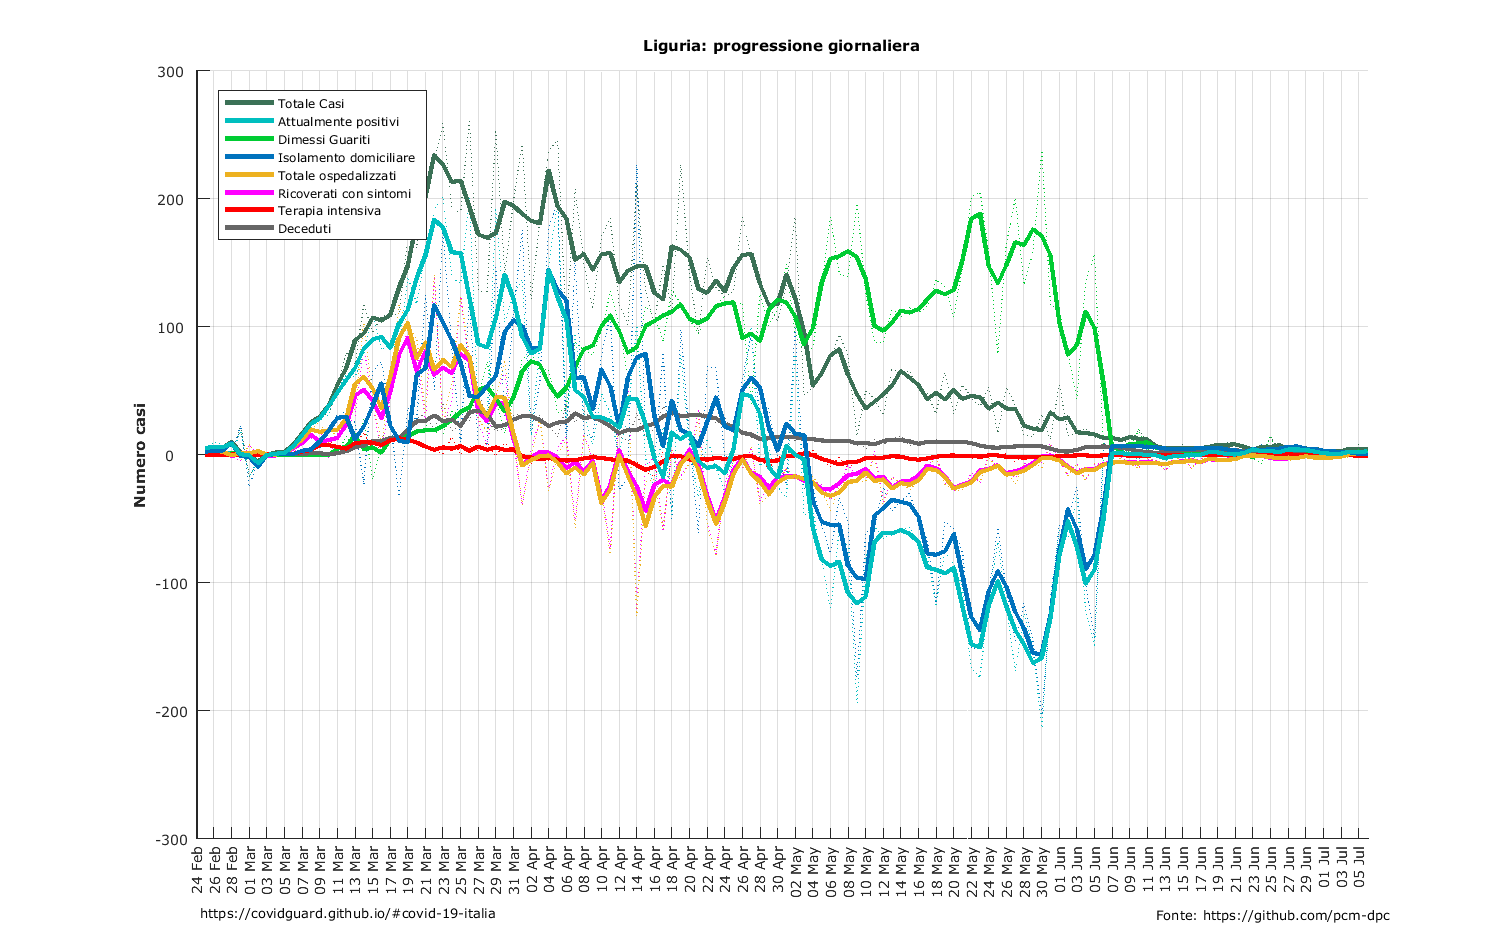 Liguria: progressione giornaliera
Numero casi
300
200
100
0
-100
-200
-300
Totale Casi
Attualmente positivi
Dimessi Guariti
Isolamento domiciliare
Totale ospedalizzati
Ricoverati con sintomi
Terapia intensiva
Deceduti
24 Feb
26 Feb
28 Feb
01 Mar
03 Mar
05 Mar
07 Mar
09 Mar
11 Mar
13 Mar
15 Mar
17 Mar
19 Mar
21 Mar
23 Mar
25 Mar
27 Mar
29 Mar
31 Mar
02 Apr
04 Apr
06 Apr
08 Apr
10 Apr
12 Apr
14 Apr
16 Apr
18 Apr
20 Apr
22 Apr
24 Apr
26 Apr
28 Apr
30 Apr
02 May
04 May
06 May
08 May
10 May
12 May
14 May
16 May
18 May
20 May
22 May
24 May
26 May
28 May
30 May
01 Jun
03 Jun
05 Jun
07 Jun
09 Jun
11 Jun
13 Jun
15 Jun
17 Jun
19 Jun
21 Jun
23 Jun
25 Jun
27 Jun
29 Jun
01 Jul
03 Jul
05 Jul
https://covidguard.github.io/#covid-19-italia
Fonte: https://github.com/pcm-dpc